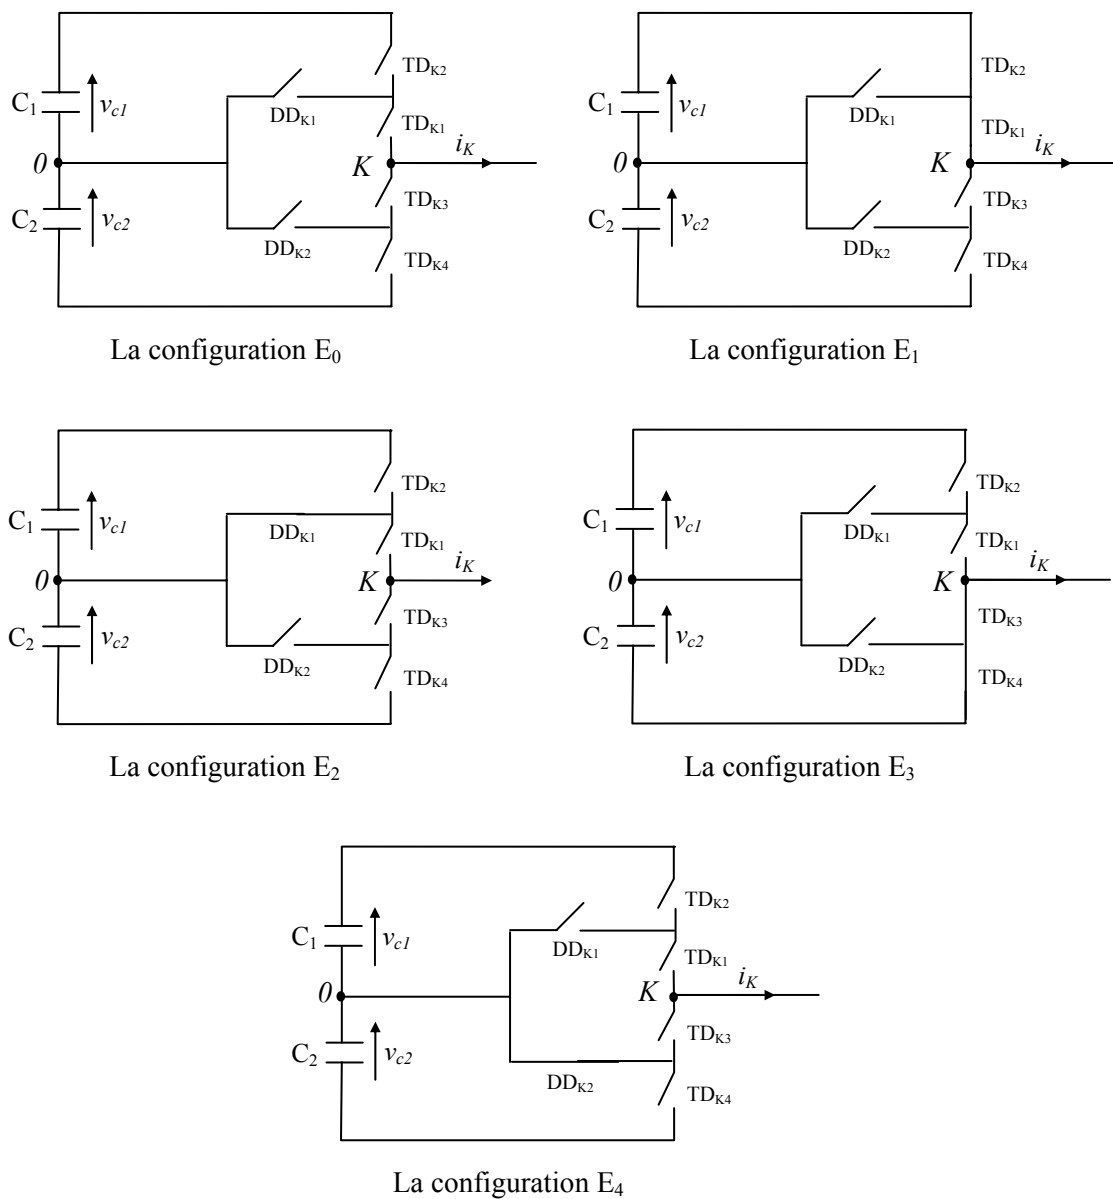 TD_K2
C_1 v_c1 DD_K1 TD_K1
0 K i_K
C_2 v_c2 DD_K2 TD_K3
TD_K4
La configuration E_0
TD_K2
C_1 v_c1 DD_K1 TD_K1
0 K i_K
C_2 v_c2 DD_K2 TD_K3
TD_K4
La configuration E_1
TD_K2
C_1 v_c1 DD_K1 TD_K1
0 K i_K
C_2 v_c2 DD_K2 TD_K3
TD_K4
La configuration E_2
TD_K2
C_1 v_c1 DD_K1 TD_K1
0 K i_K
C_2 v_c2 DD_K2 TD_K3
TD_K4
La configuration E_3
TD_K2
C_1 v_c1 DD_K1 TD_K1
0 K i_K
C_2 v_c2 DD_K2 TD_K3
TD_K4
La configuration E_4